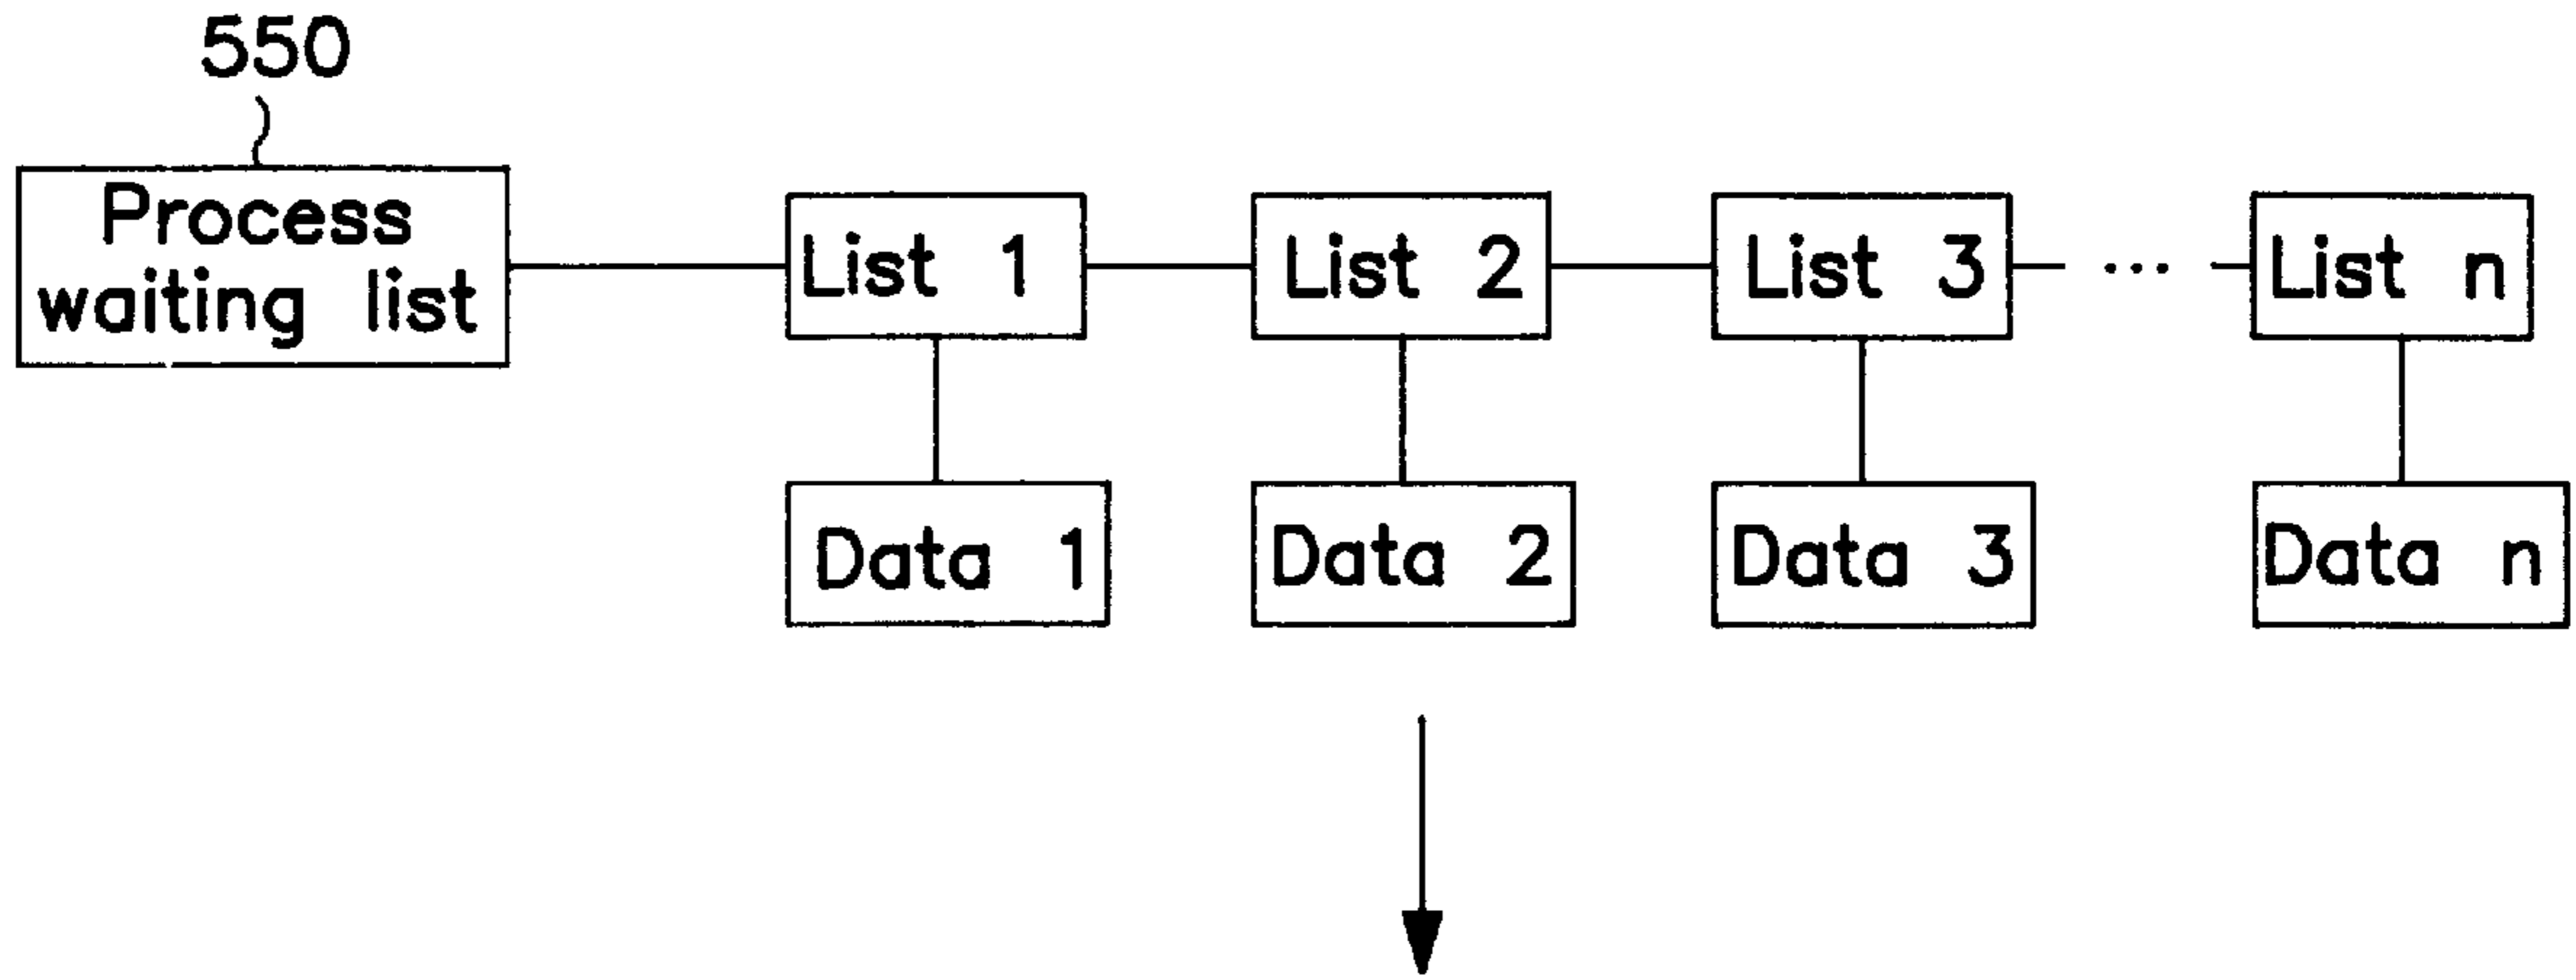 550
Process
waiting list
List 1
List 2
List 3
...
List n
Data 1
Data 2
Data 3
Data n